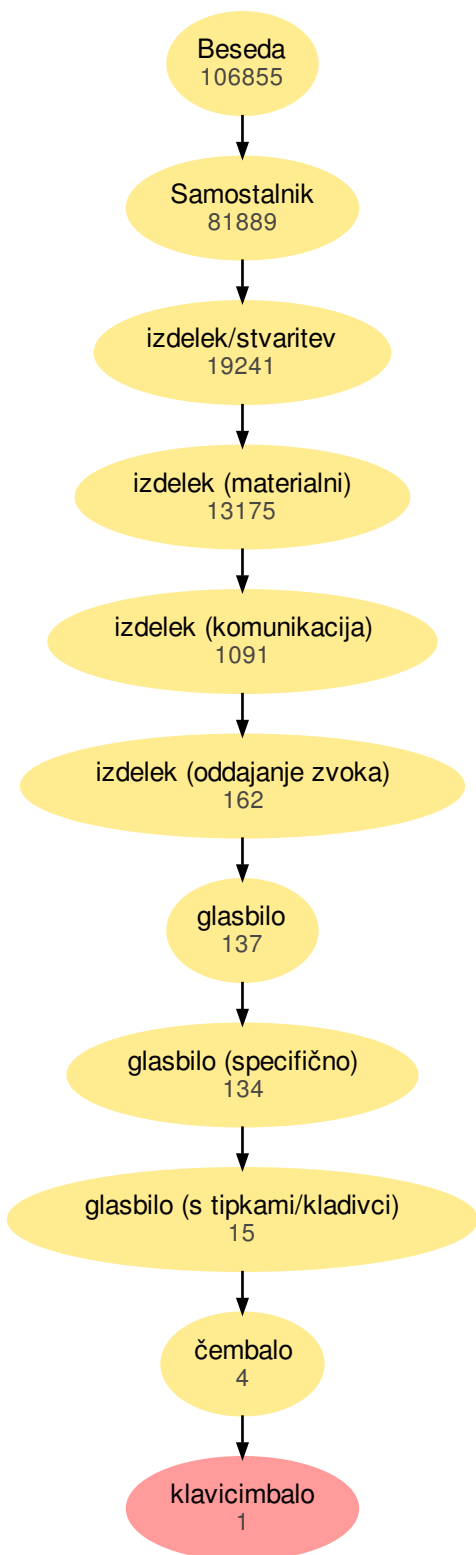 Beseda
106855
Samostalnik
81889
izdelek/stvaritev
19241
izdelek (materialni)
13175
izdelek (komunikacija)
1091
izdelek (oddajanje zvoka)
162
glasbilo
137
glasbilo (specifično)
134
glasbilo (s tipkami/kladivci)
15
čembalo
4
klavicimbalo
1